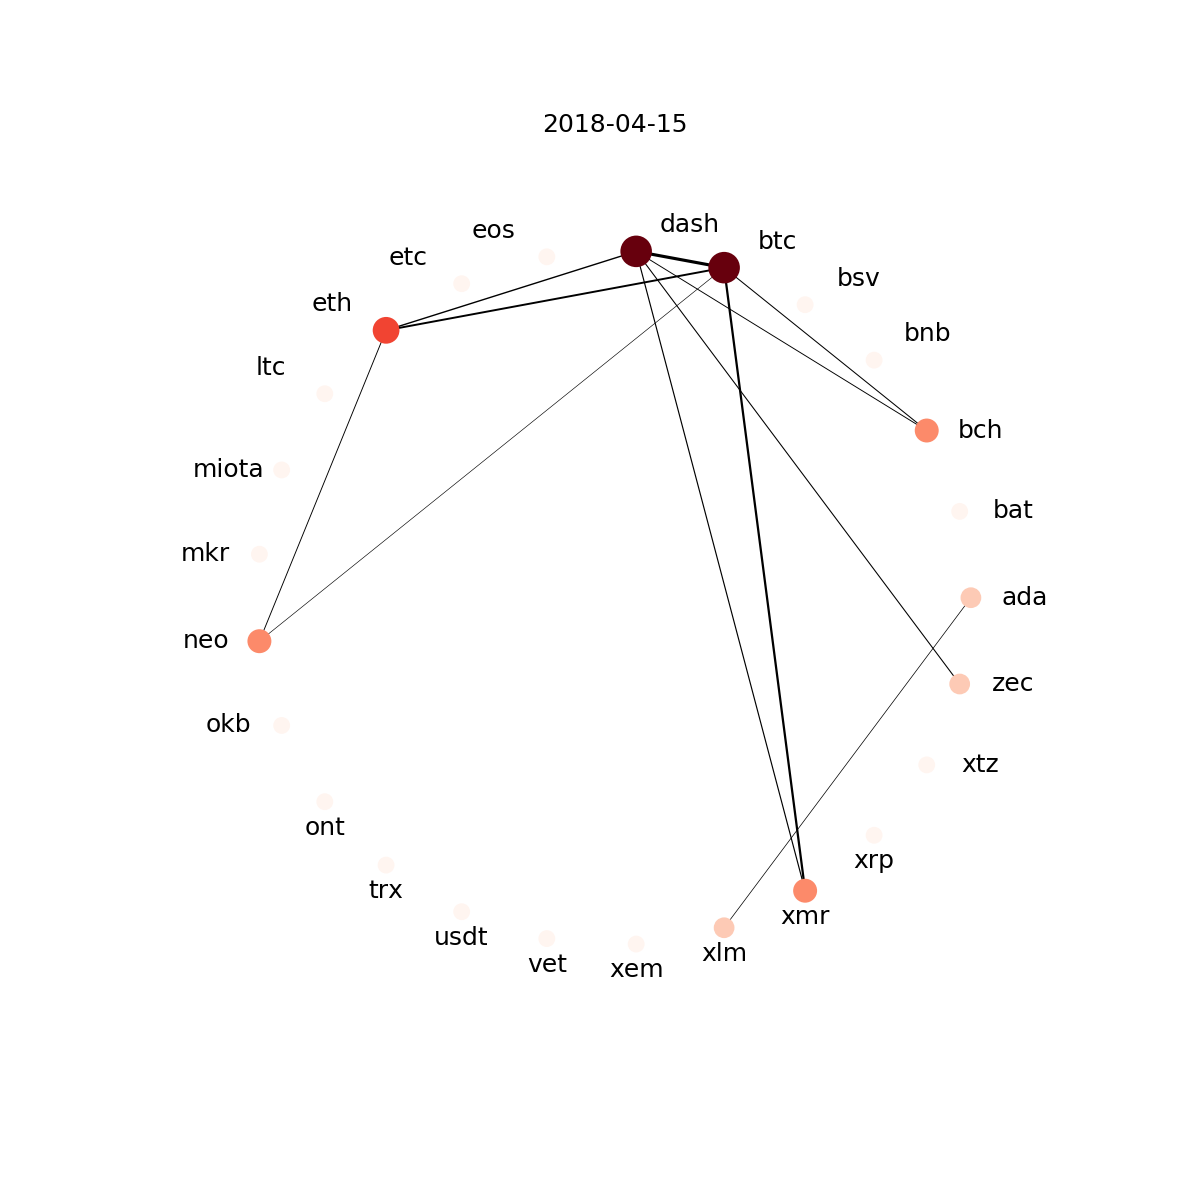 2018-04-15
dash
eos
btc
etc
bsv
eth
bnb
ltc
bch
miota
bat
mkr
ada
neo
zec
okb
xtz
ont
xrp
trx
xmr
usdt
xlm
vet
xem